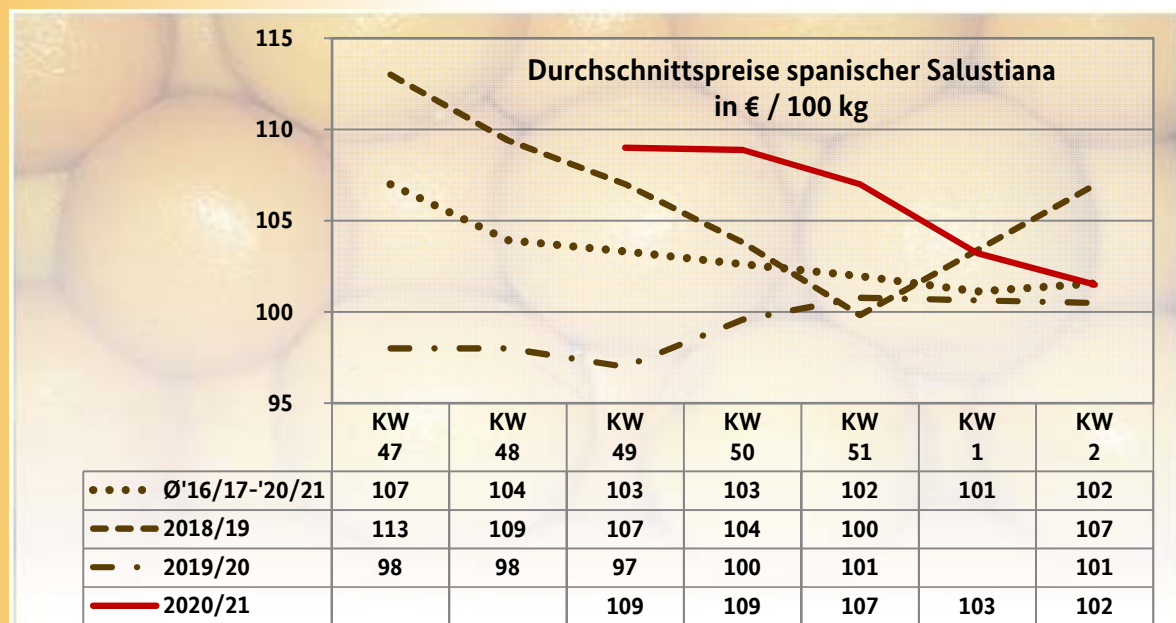 Durchschnittspreise spanischer Salustiana
in € / 100 kg
115
110
105
100
95
KW 47 KW 48 KW 49 KW 50 KW 51 KW 1 KW 2
Ø'16/17-'20/21 107 104 103 103 102 101 102
2018/19 113 109 107 104 100 107
2019/20 98 98 97 100 101 101
2020/21 109 109 107 103 102